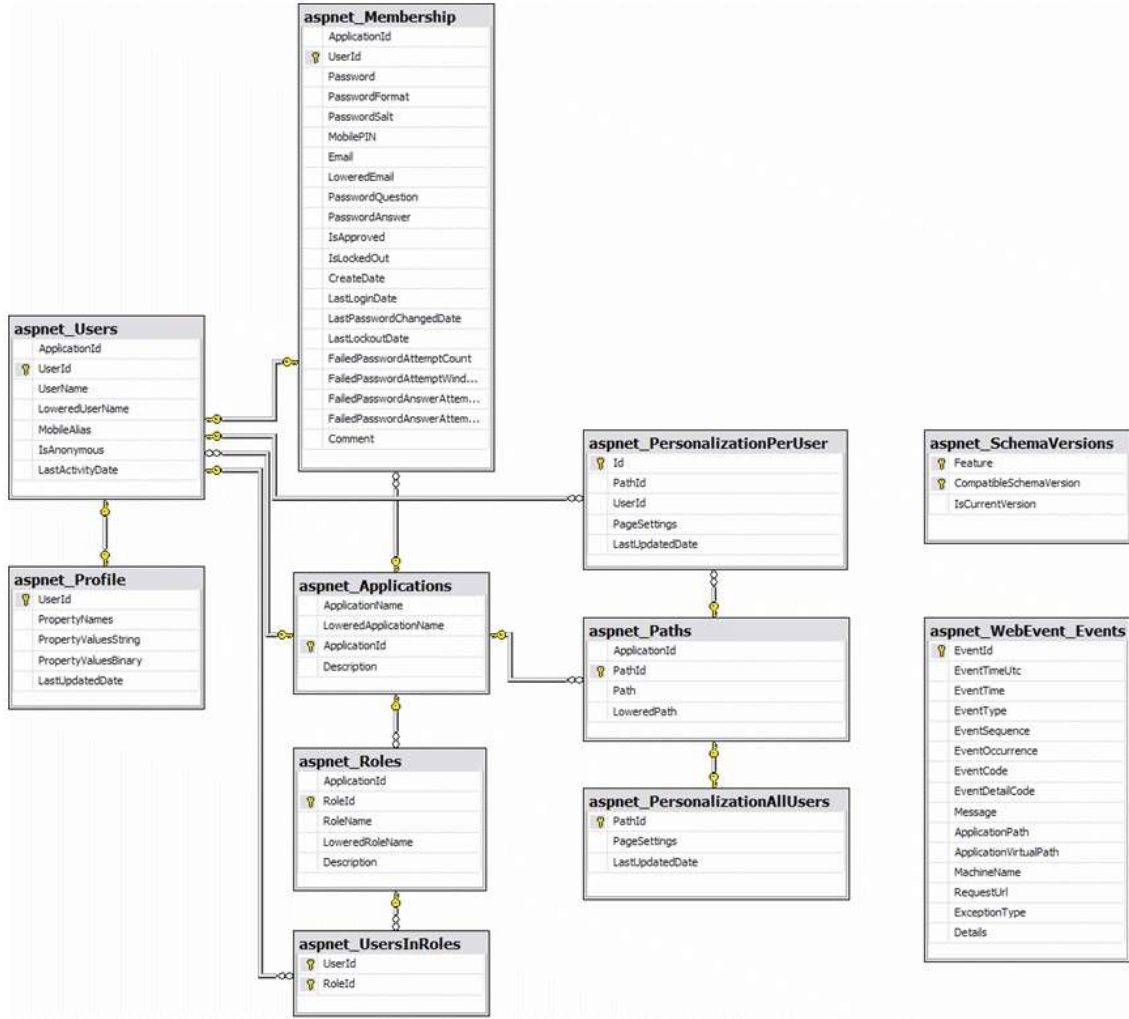 aspnet_Membership
ApplicationId
UserId
Password
PasswordFormat
PasswordSalt
MobilePIN
Email
LoweredEmail
PasswordQuestion
PasswordAnswer
IsApproved
IsLockedOut
CreateDate
LastLoginDate
LastPasswordChangedDate
LastLockoutDate
FailedPasswordAttemptCount
FailedPasswordAttemptWind...
FailedPasswordAnswerAttem...
FailedPasswordAnswerAttem...
Comment
aspnet_Users
ApplicationId
UserId
UserName
LoweredUserName
MobileAlias
IsAnonymous
LastActivityDate
aspnet_Profile
UserId
PropertyNames
PropertyValuesString
PropertyValuesBinary
LastUpdatedDate
aspnet_Applications
ApplicationName
LoweredApplicationName
ApplicationId
Description
aspnet_Roles
ApplicationId
RoleId
RoleName
LoweredRoleName
Description
aspnet_UsersInRoles
UserId
RoleId
aspnet_PersonalizationPerUser
Id
PathId
UserId
PageSettings
LastUpdatedDate
aspnet_Paths
ApplicationId
PathId
Path
LoweredPath
aspnet_PersonalizationAllUsers
PathId
PageSettings
LastUpdatedDate
aspnet_SchemaVersions
Feature
CompatibleSchemaVersion
IsCurrentVersion
aspnet_WebEvent_Events
EventId
EventTimeUtc
EventTime
EventType
EventSequence
EventOccurrence
EventCode
EventDetailCode
Message
ApplicationPath
ApplicationVirtualPath
MachineName
RequestUrl
ExceptionType
Details